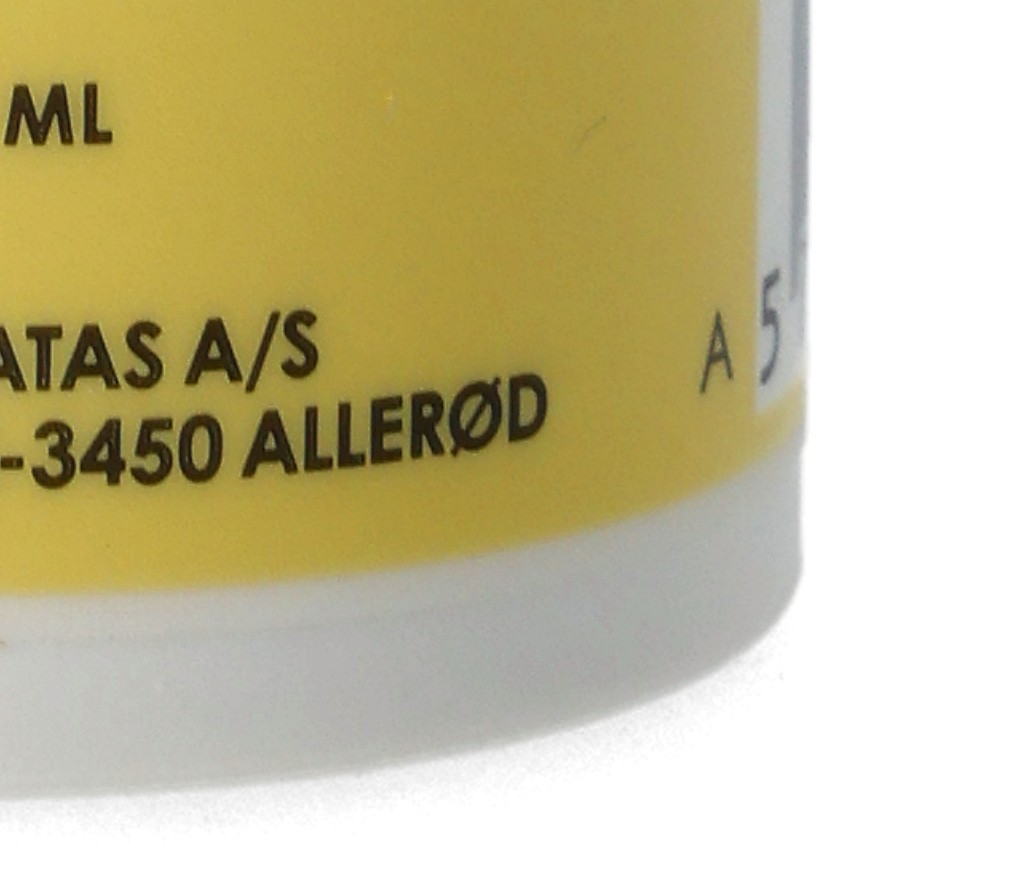 ML
ATAS A/S
-3450 ALLERØD
A 5